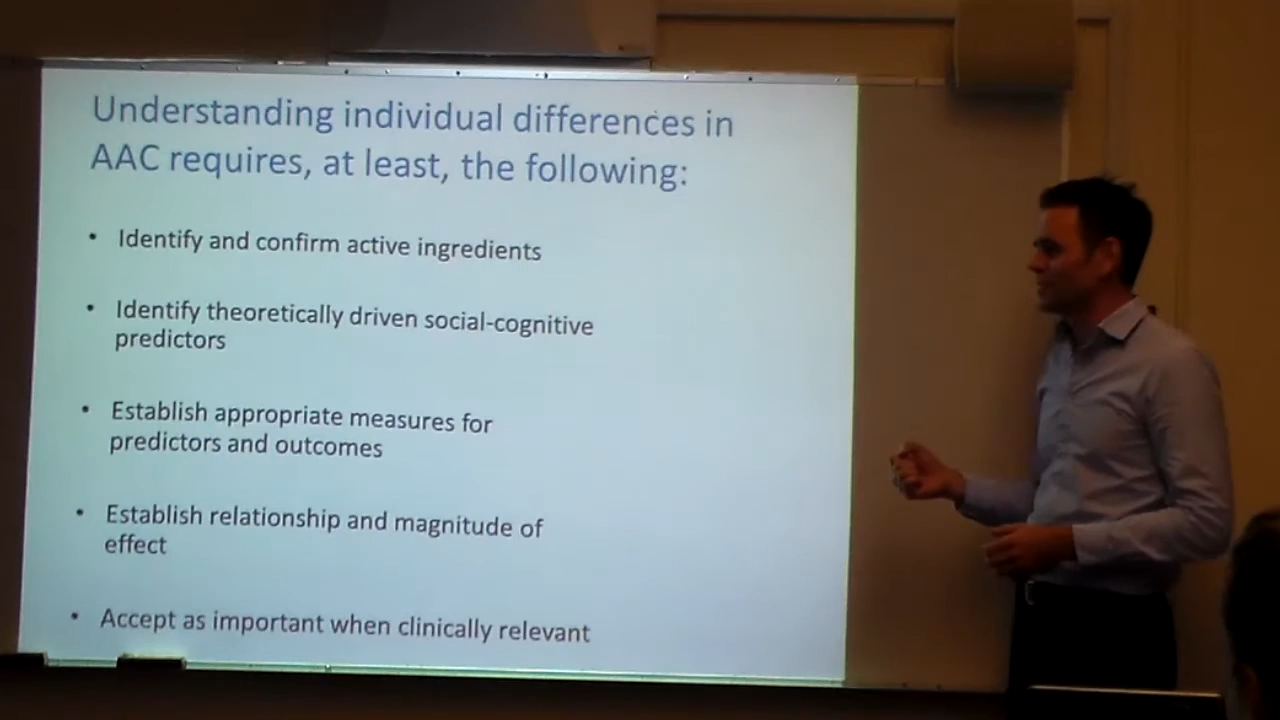 Understanding individual differences in
AAC requires, at least, the following:
• Identify and confirm active ingredients
• Identify theoretically driven social-cognitive
predictors
• Establish appropriate measures for
predictors and outcomes
• Establish relationship and magnitude of
effect
• Accept as important when clinically relevant